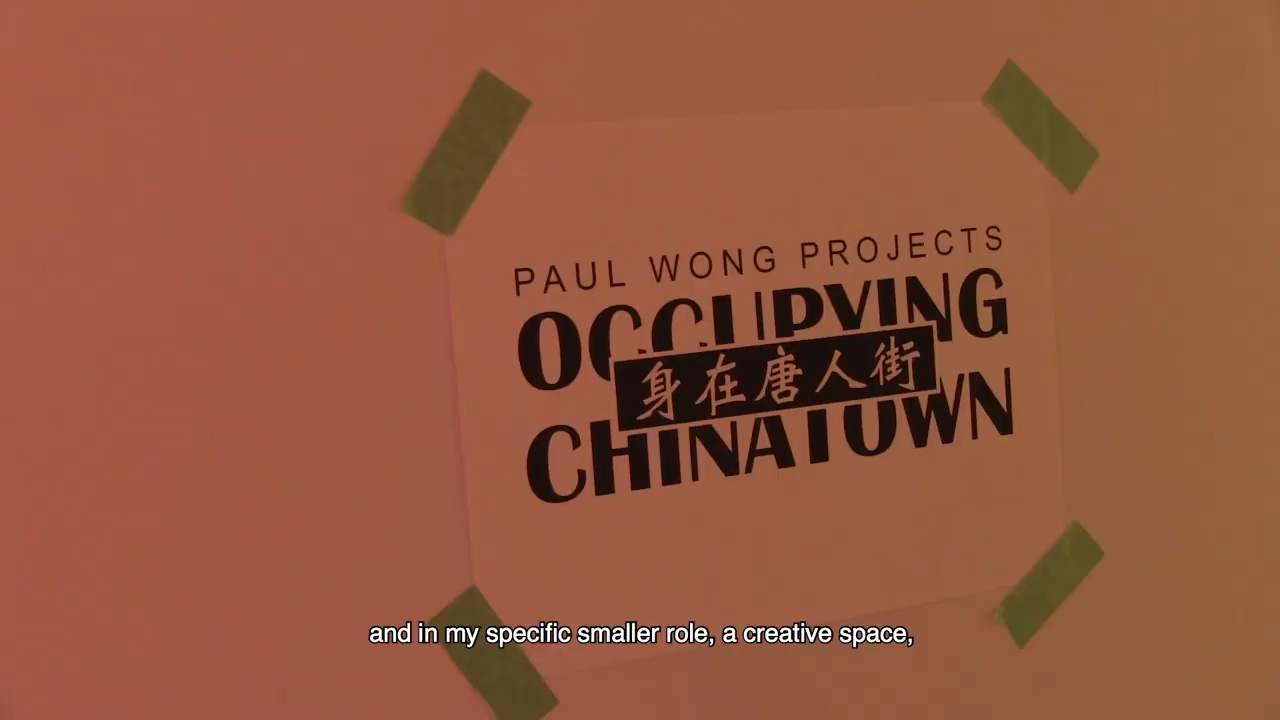 PAUL WONG PROJECTS
OCCUPYING
身在唐人街
CHINATOWN
and in my specific smaller role, a creative space,